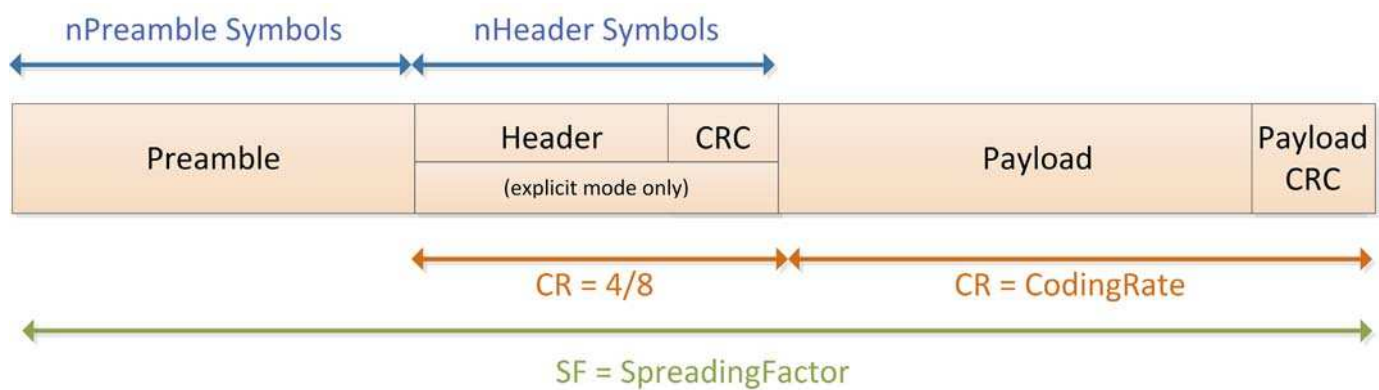 nPreamble Symbols
nHeader Symbols
Preamble
Header
CRC
(explicit mode only)
Payload
Payload
CRC
CR = 4/8
CR = CodingRate
SF = SpreadingFactor